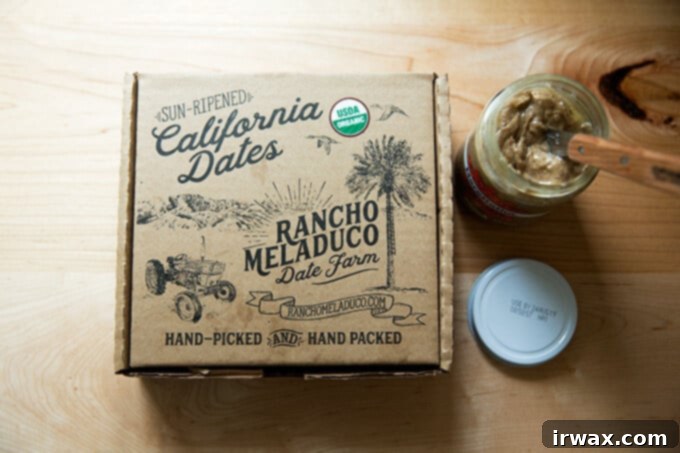 SUN-RIPENED
California
Dates
USDA
ORGANIC
RANCHO
MELADUCO
Date Farm
RANCHOMELADUCO.COM
HAND-PICKED AND HAND PACKED
irwax.com